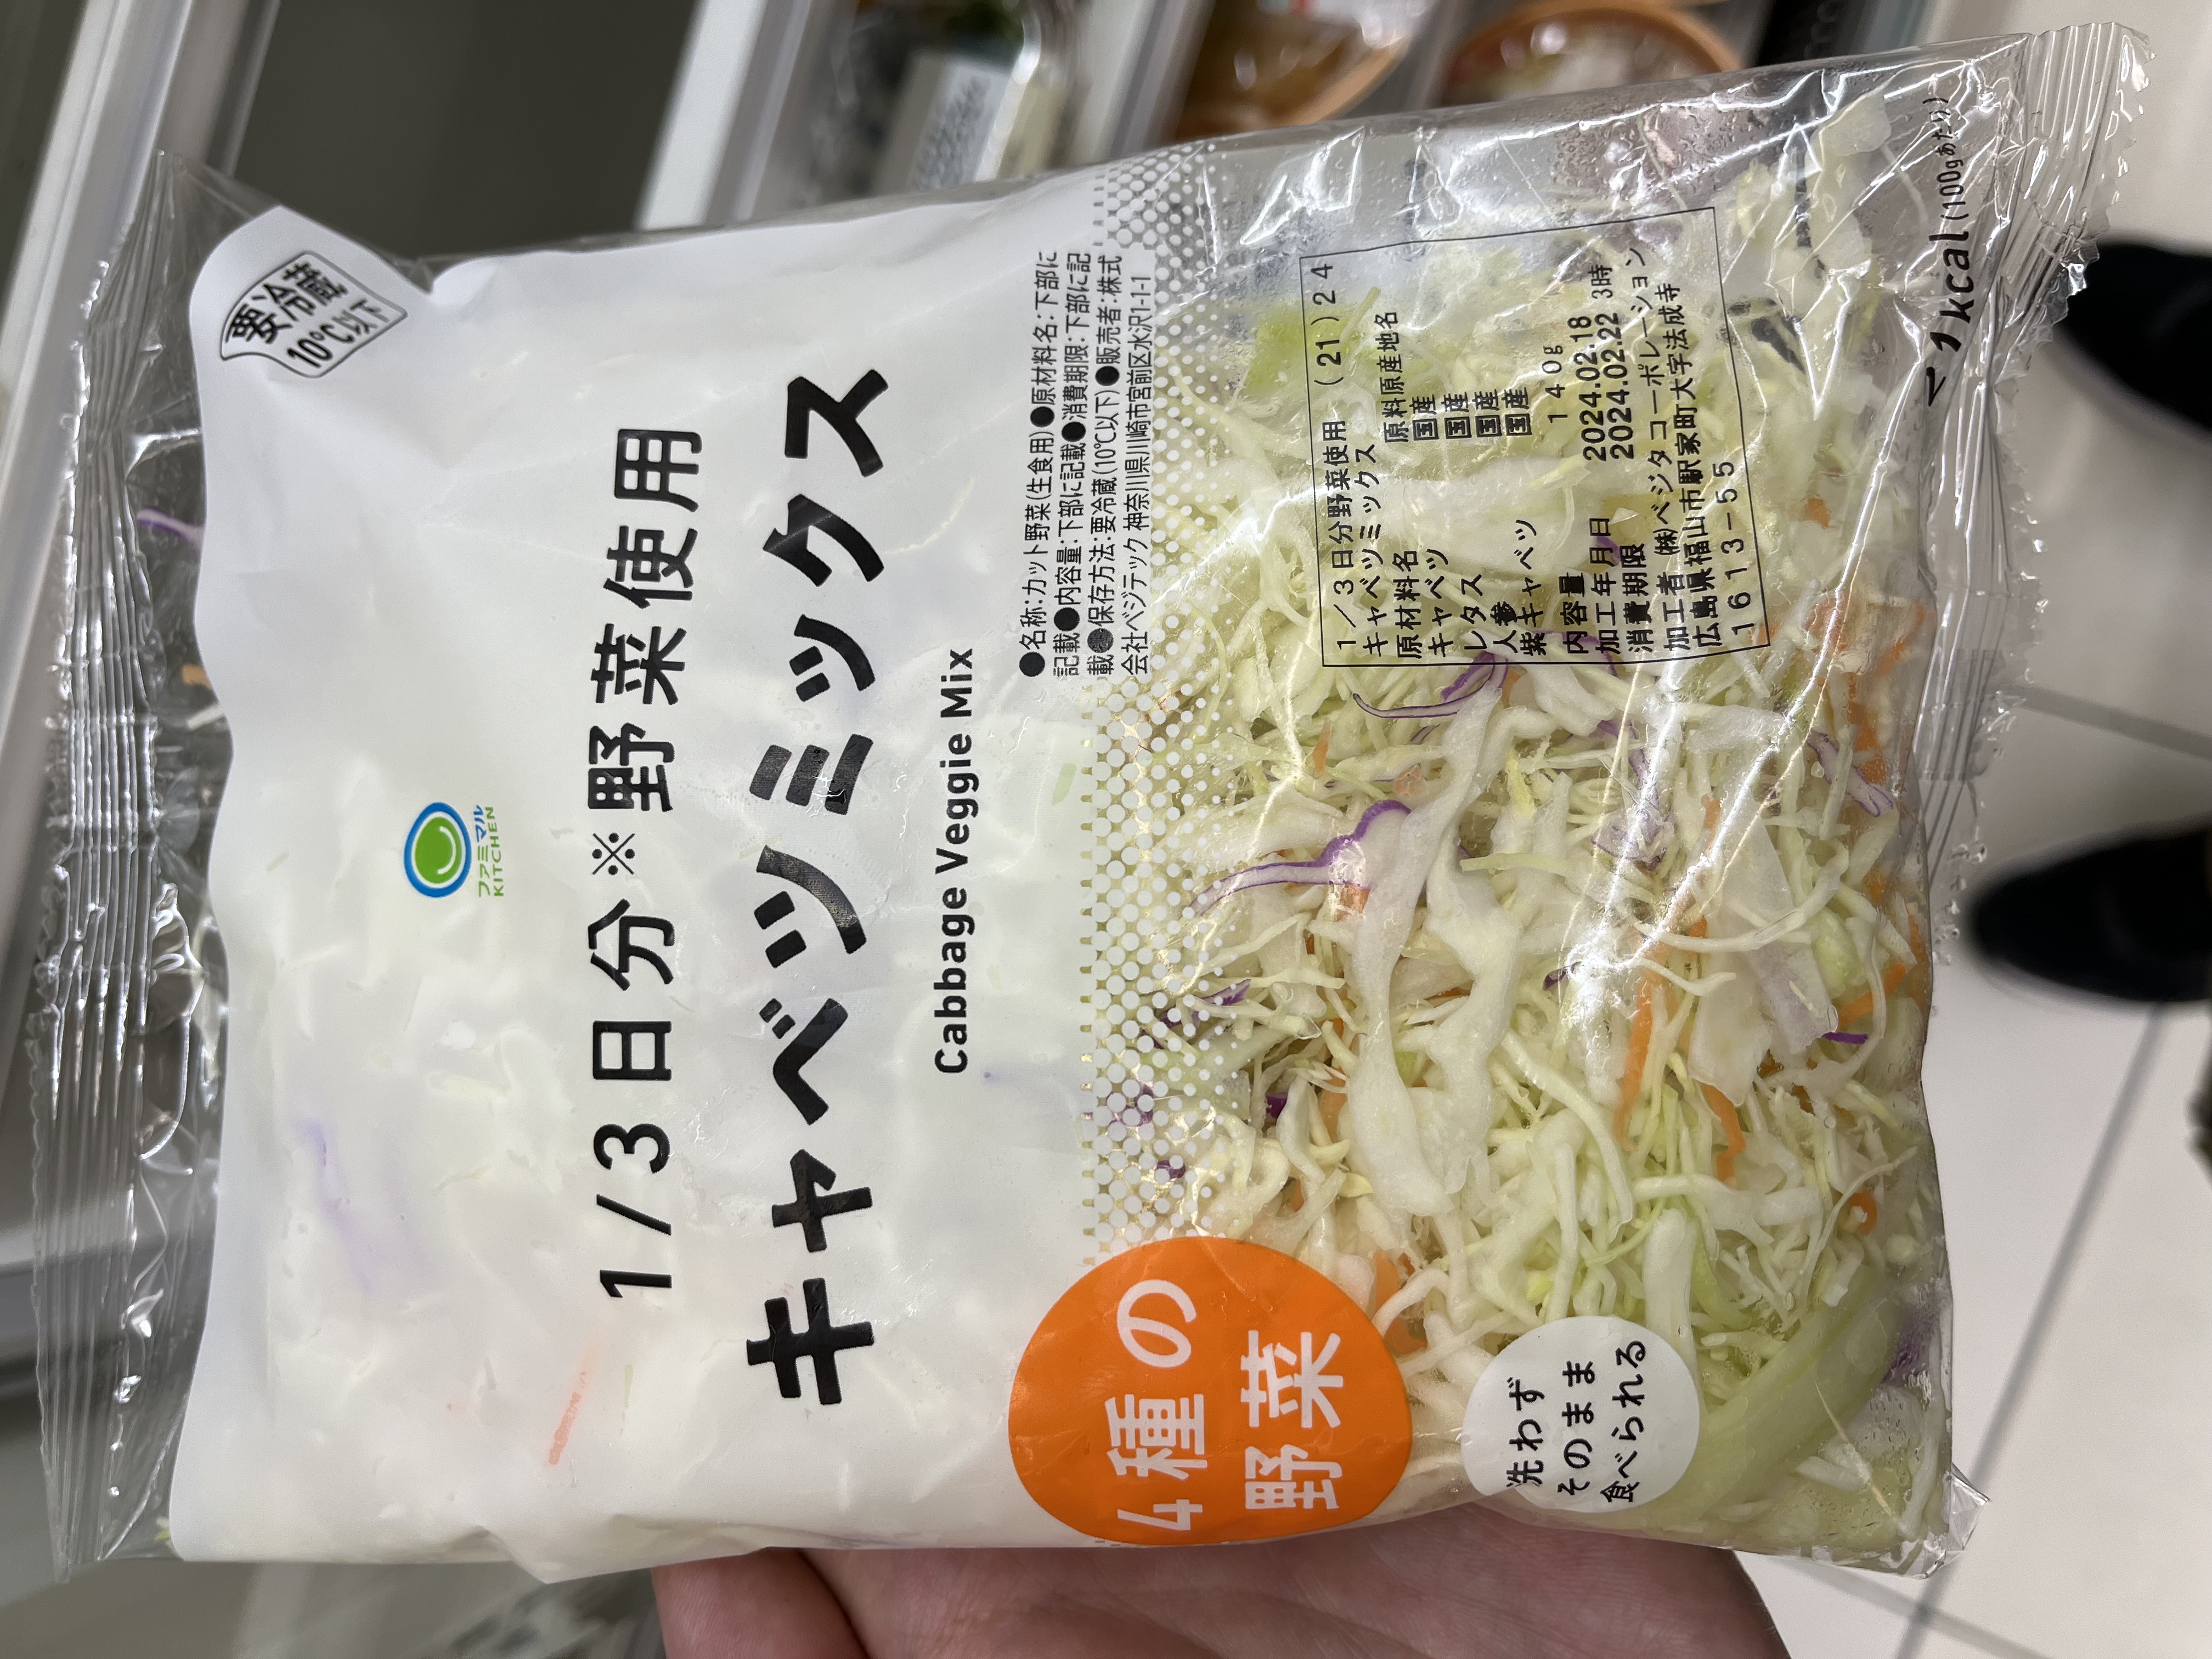 要冷蔵
10℃以下
ファミマル
KITCHEN
1/3日分※野菜使用
キャベツミックス
Cabbage Veggie Mix
●名称:カット野菜(生食用)●原材料名:下部に
記載●内容量:下部に記載●消費期限:下部に記
載●保存方法:要冷蔵(10℃以下)●販売者:株式
会社ベジテック 神奈川県川崎市宮前区水沢1-1-1
4種の
野菜
洗わず
そのまま
食べられる
1/3日分野菜使用 (21)24
キャベツミックス
原材料名 原料原産地名
キャベツ 国産
レタス 国産
人参 国産
紫キャベツ 国産
内容量 140g
加工年月日 2024.02.18
消費期限 2024.02.22 3時
加工者 ㈱ベジタコーポレーション
広島県福山市駅家町大字法成寺
1613-55
kcal(100gあたり)